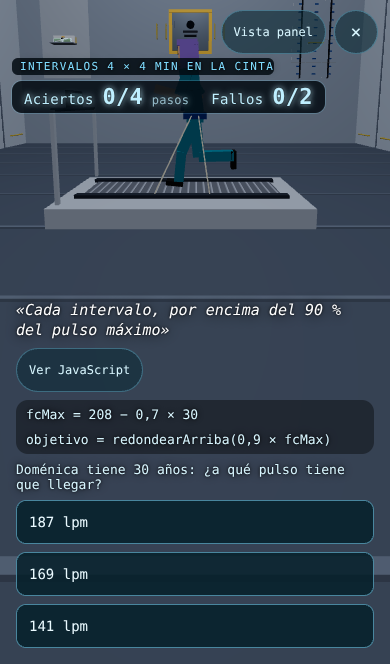 Vista panel
×
INTERVALOS 4 × 4 MIN EN LA CINTA
Aciertos 0/4 pasos Fallos 0/2
«Cada intervalo, por encima del 90 %
del pulso máximo»
Ver JavaScript
fcMax = 208 − 0,7 × 30
objetivo = redondearArriba(0,9 × fcMax)
Doménica tiene 30 años: ¿a qué pulso tiene
que llegar?
187 lpm
169 lpm
141 lpm